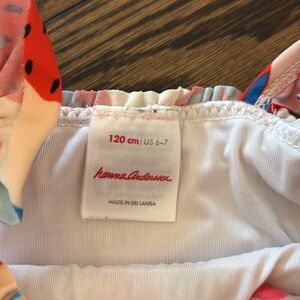 120 cm | US 6-7
hanna andersson
MADE IN SRI LANKA